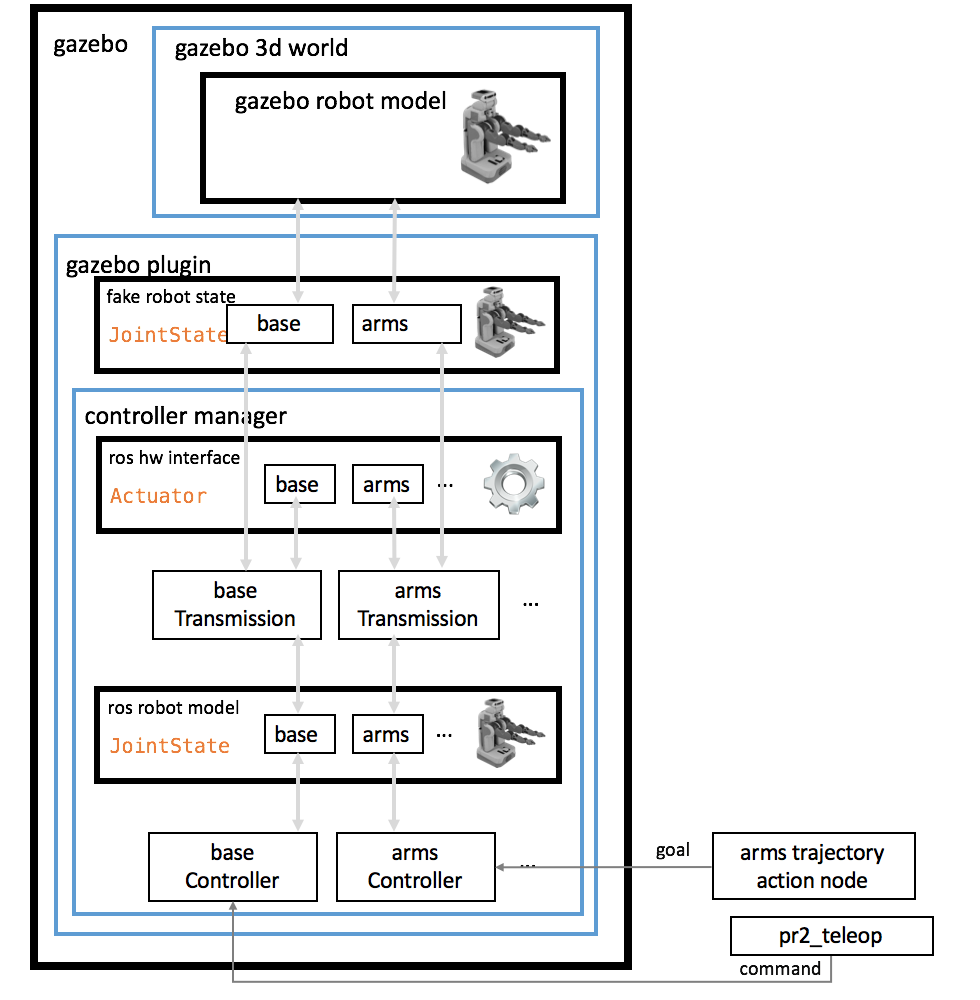 gazebo
gazebo 3d world
gazebo robot model
gazebo plugin
fake robot state
JointState
base
arms
controller manager
ros hw interface
Actuator
base
arms
...
base
Transmission
arms
Transmission
...
ros robot model
JointState
base
arms
...
base
Controller
arms
Controller
...
goal
arms trajectory
action node
pr2_teleop
command